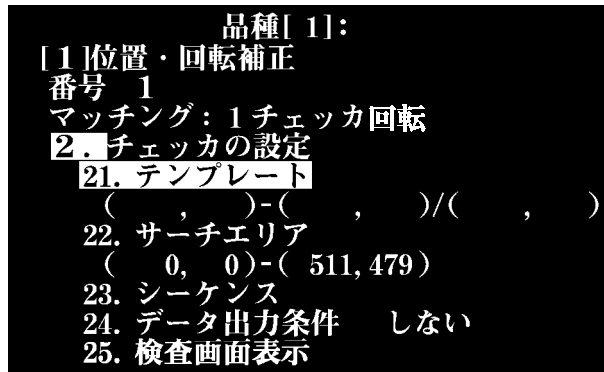 品種[ 1]:
[1]位置・回転補正
番号 1
マッチング: 1チェッカ回転
2. チェッカの設定
21. テンプレート
( , )-( , )/( , )
22. サーチエリア
( 0, 0)-( 511,479)
23. シーケンス
24. データ出力条件 しない
25. 検査画面表示